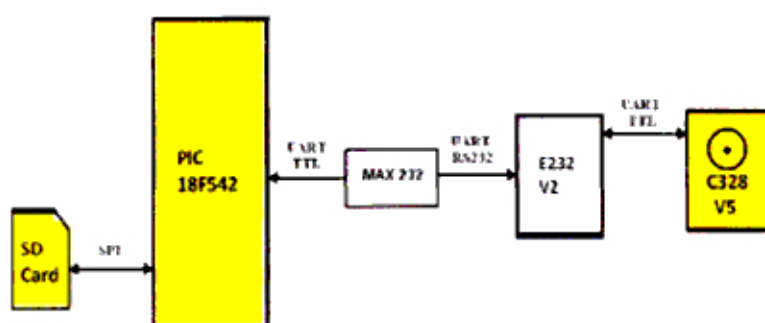 PIC
18F542
UART
TTL
MAX 232
UART
RS232
E232
V2
UART
TTL
C328
V5
SD
Card
SPI